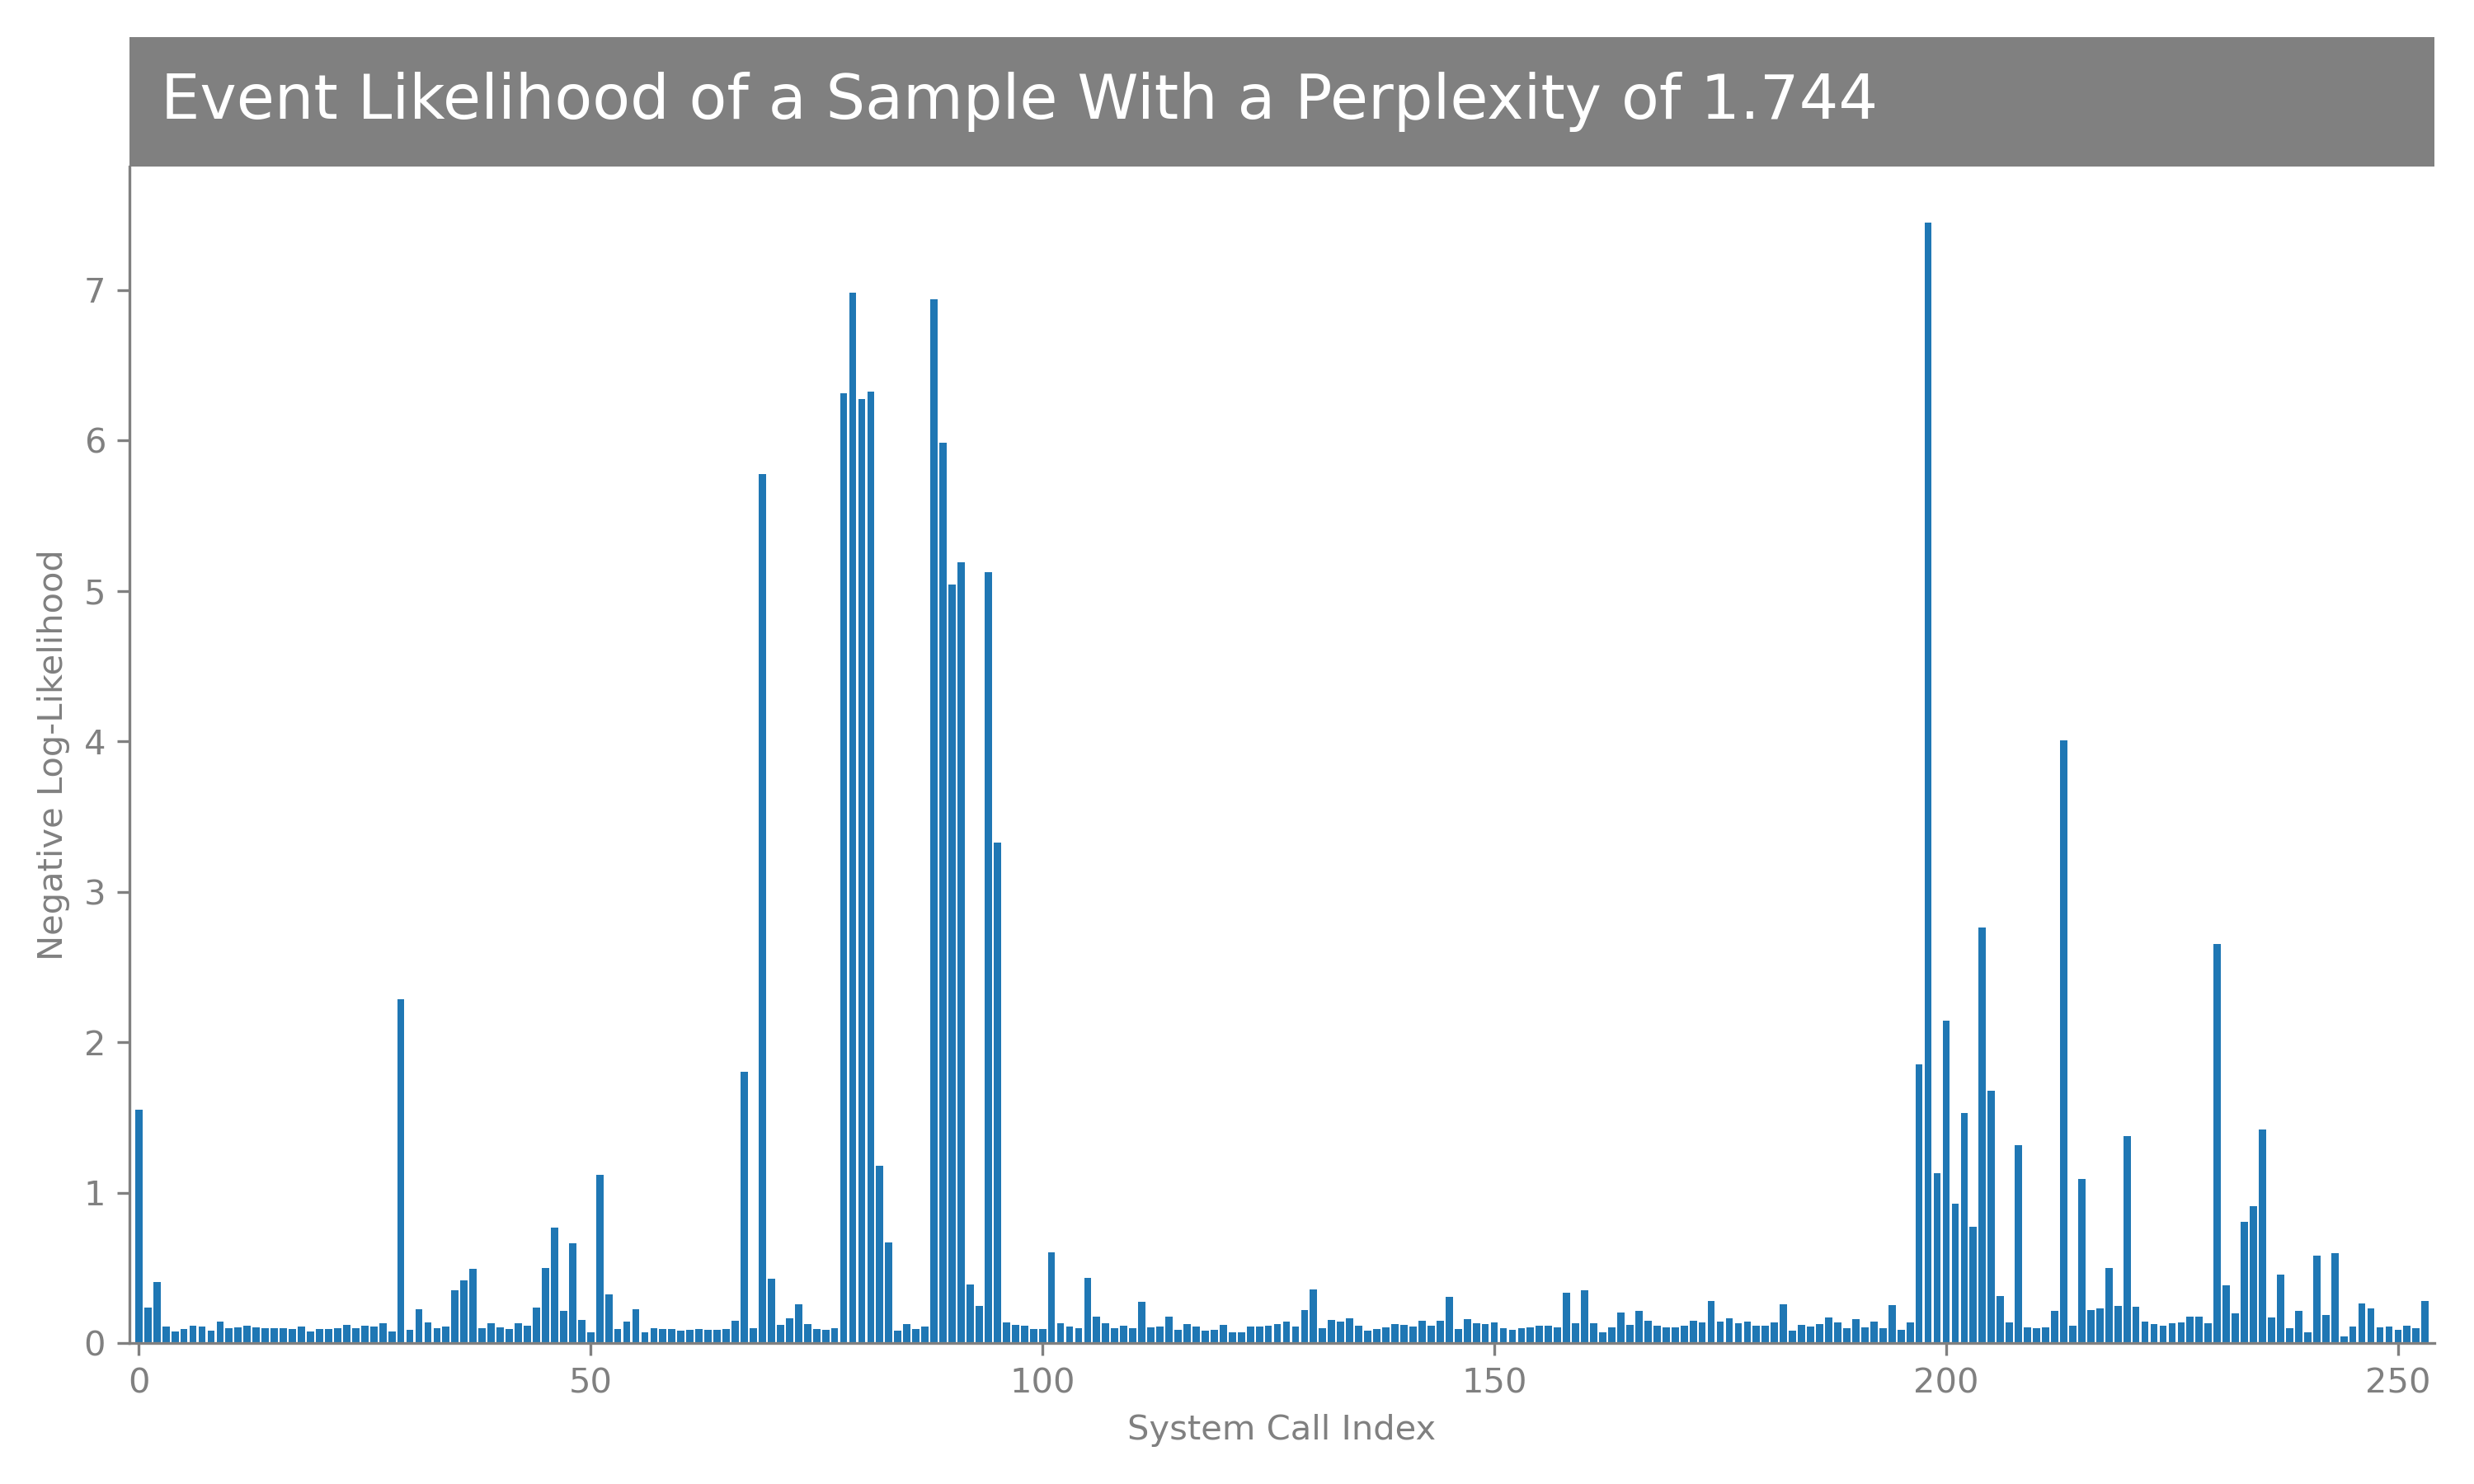 Event Likelihood of a Sample With a Perplexity of 1.744
Negative Log-Likelihood
7
6
5
4
3
2
1
0
0 50 100 150 200 250
System Call Index